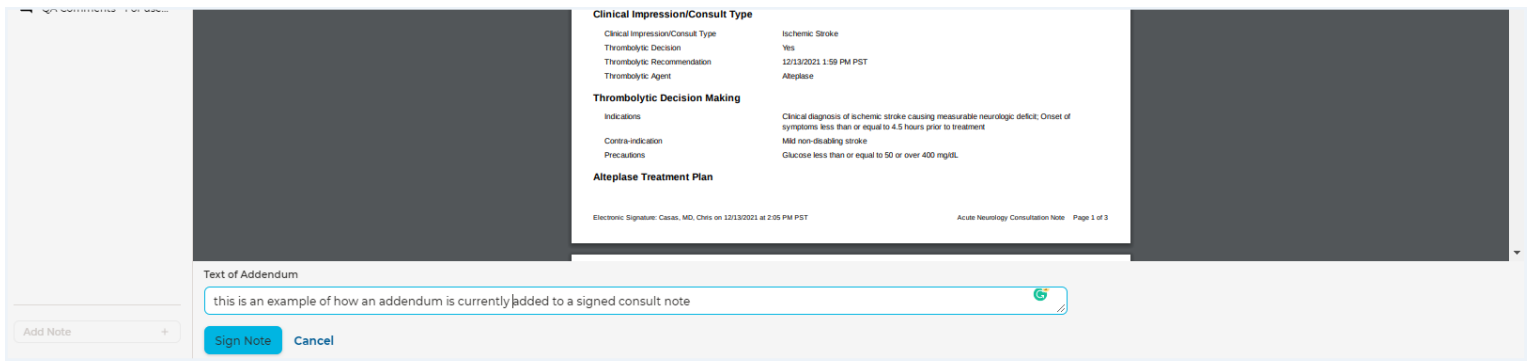 QA Comments - For use...
Clinical Impression/Consult Type
Clinical Impression/Consult Type Ischemic Stroke
Thrombolytic Decision Yes
Thrombolytic Recommendation 12/13/2021 1:59 PM PST
Thrombolytic Agent Alteplase
Thrombolytic Decision Making
Indications Clinical diagnosis of ischemic stroke causing measurable neurologic deficit; Onset of
symptoms less than or equal to 4.5 hours prior to treatment
Contra-indication Mild non-disabling stroke
Precautions Glucose less than or equal to 50 or over 400 mg/dL
Alteplase Treatment Plan
Electronic Signature: Casas, MD, Chris on 12/13/2021 at 2:05 PM PST Acute Neurology Consultation Note Page 1 of 3
Text of Addendum
this is an example of how an addendum is currently added to a signed consult note
Add Note +
Sign Note Cancel